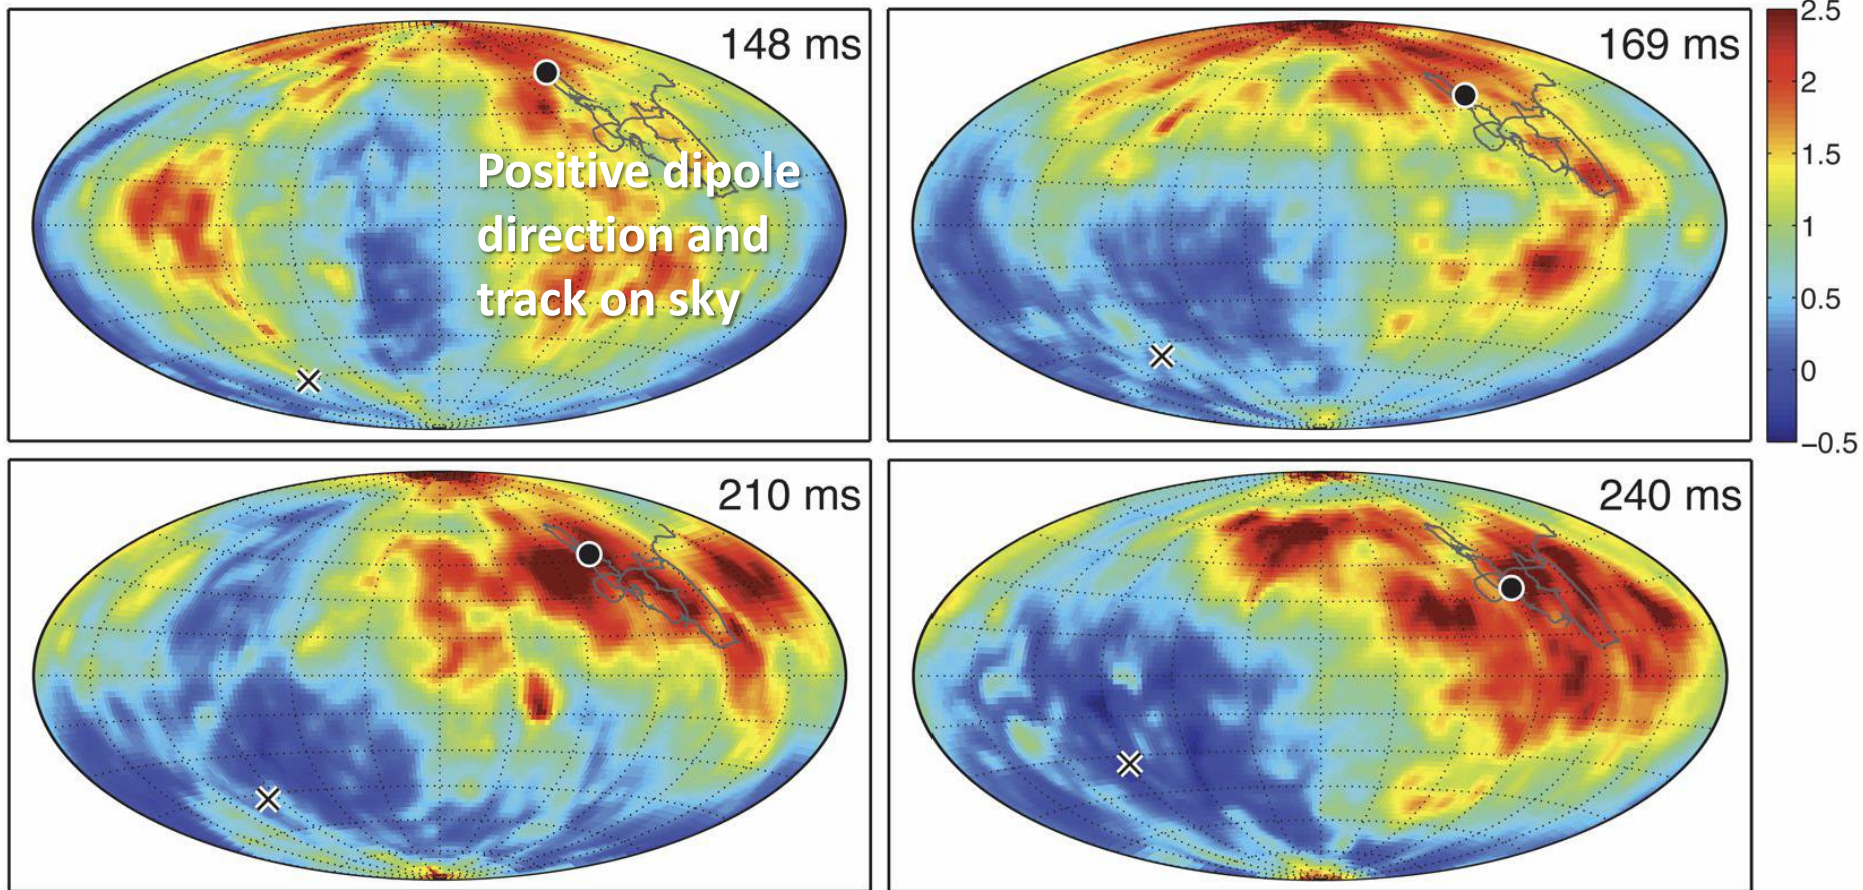 148 ms
169 ms
Positive dipole
direction and
track on sky
2.5
2
1.5
1
0.5
0
−0.5
210 ms
240 ms